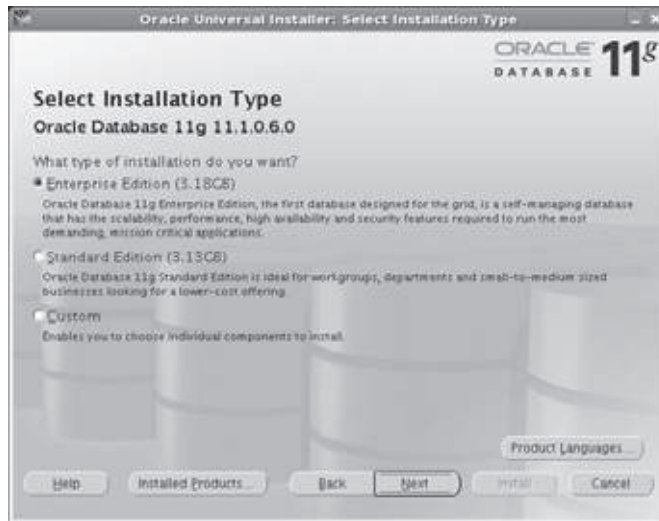 Oracle Universal Installer: Select Installation Type
ORACLE 11g
DATABASE
Select Installation Type
Oracle Database 11g 11.1.0.6.0
What type of installation do you want?
Enterprise Edition (3.18GB)
Oracle Database 11g Enterprise Edition, the first database designed for the grid, is a self-managing database
that has the scalability, performance, high availability and security features required to run the most
demanding, mission critical applications.
Standard Edition (3.13GB)
Oracle Database 11g Standard Edition is ideal for workgroups, departments and small-to-medium sized
businesses looking for a lower-cost offering.
Custom
Enables you to choose individual components to install.
Product Languages...
Help
Installed Products...
Back
Next
Install
Cancel